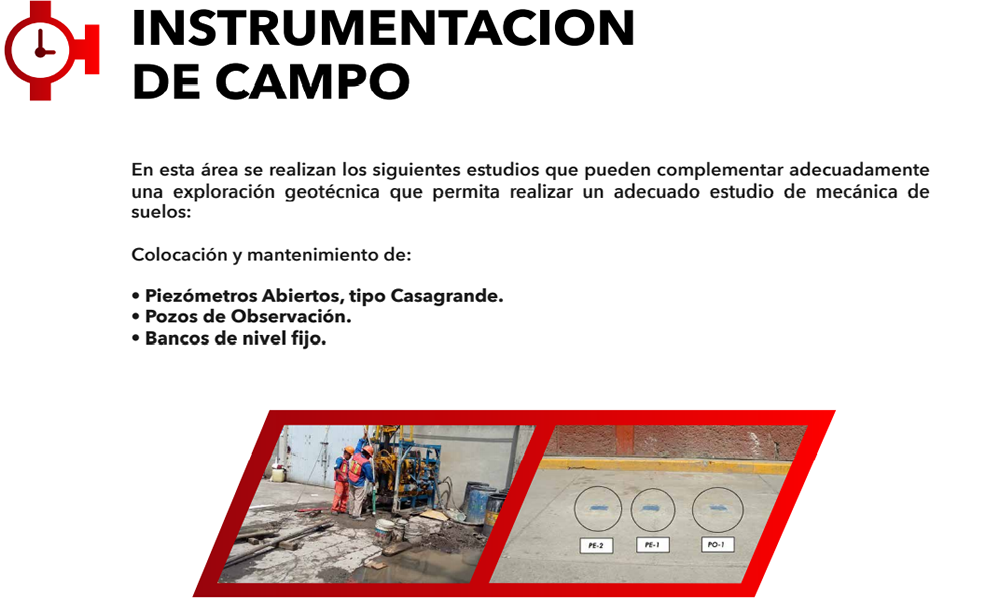 INSTRUMENTACION
DE CAMPO
En esta área se realizan los siguientes estudios que pueden complementar adecuadamente
una exploración geotécnica que permita realizar un adecuado estudio de mecánica de
suelos:
Colocación y mantenimiento de:
• Piezómetros Abiertos, tipo Casagrande.
• Pozos de Observación.
• Bancos de nivel fijo.
PE-2 PE-1 PO-1